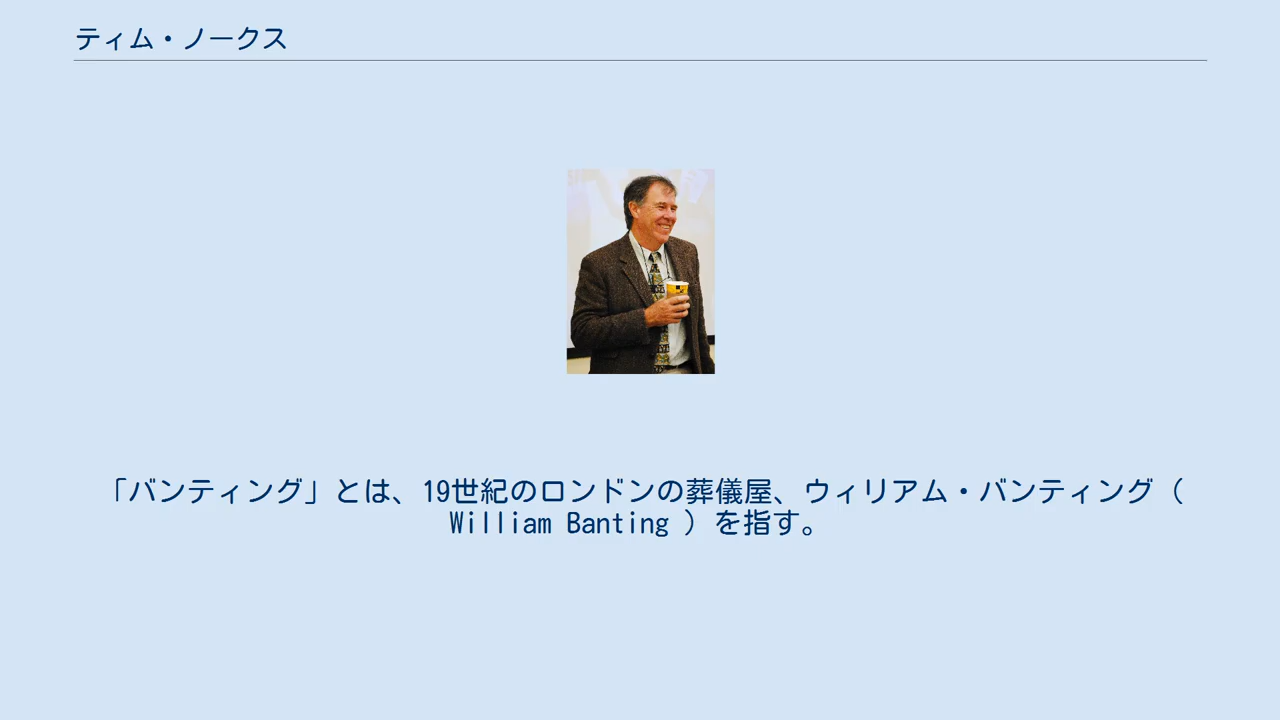 ティム・ノークス
「バンティング」とは、19世紀のロンドンの葬儀屋、ウィリアム・バンティング（
William Banting ）を指す。